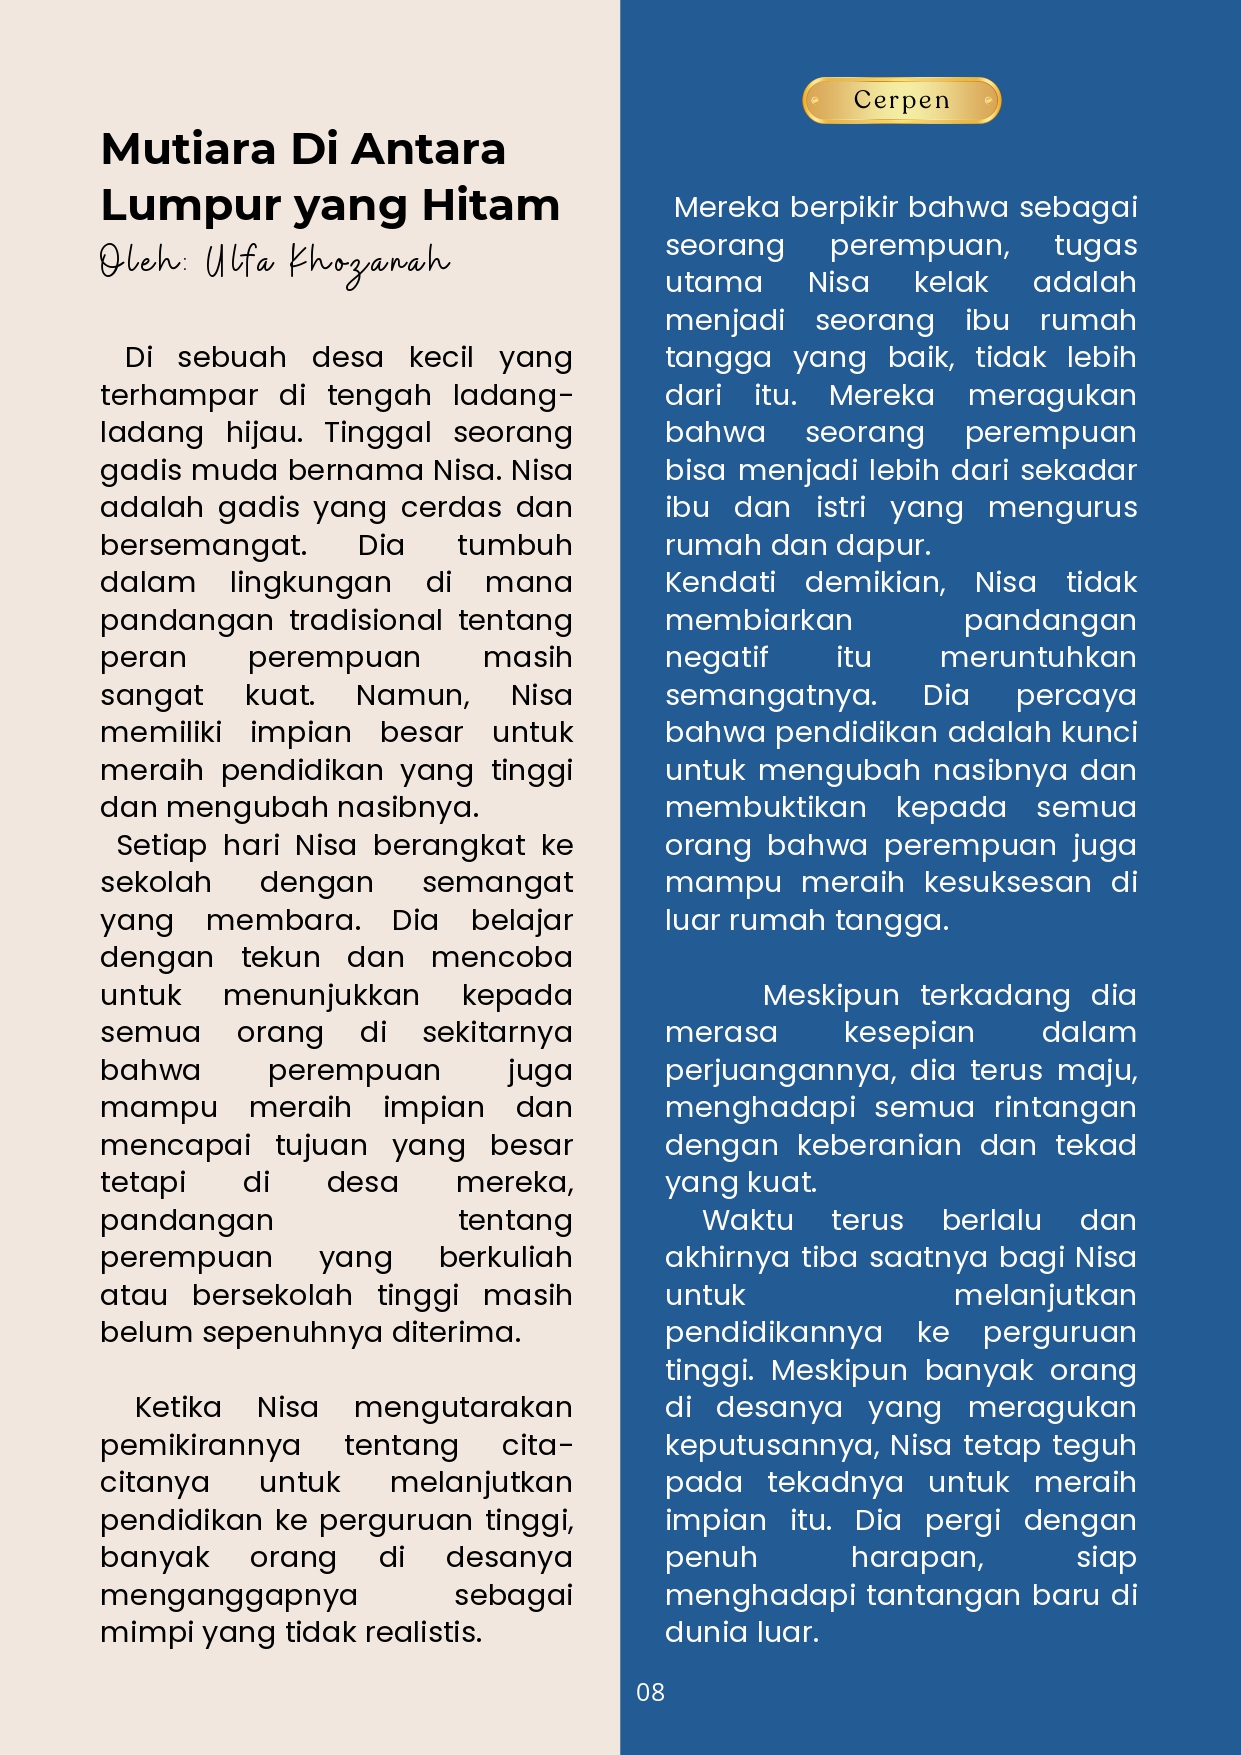 Mutiara Di Antara
Lumpur yang Hitam
Oleh: Ulfa Khozanah
Di sebuah desa kecil yang
terhampar di tengah ladang-
ladang hijau. Tinggal seorang
gadis muda bernama Nisa. Nisa
adalah gadis yang cerdas dan
bersemangat. Dia tumbuh
dalam lingkungan di mana
pandangan tradisional tentang
peran perempuan masih
sangat kuat. Namun, Nisa
memiliki impian besar untuk
meraih pendidikan yang tinggi
dan mengubah nasibnya.
Setiap hari Nisa berangkat ke
sekolah dengan semangat
yang membara. Dia belajar
dengan tekun dan mencoba
untuk menunjukkan kepada
semua orang di sekitarnya
bahwa perempuan juga
mampu meraih impian dan
mencapai tujuan yang besar
tetapi di desa mereka,
pandangan tentang
perempuan yang berkuliah
atau bersekolah tinggi masih
belum sepenuhnya diterima.
Ketika Nisa mengutarakan
pemikirannya tentang cita-
citanya untuk melanjutkan
pendidikan ke perguruan tinggi,
banyak orang di desanya
menganggapnya sebagai
mimpi yang tidak realistis.
Cerpen
Mereka berpikir bahwa sebagai
seorang perempuan, tugas
utama Nisa kelak adalah
menjadi seorang ibu rumah
tangga yang baik, tidak lebih
dari itu. Mereka meragukan
bahwa seorang perempuan
bisa menjadi lebih dari sekadar
ibu dan istri yang mengurus
rumah dan dapur.
Kendati demikian, Nisa tidak
membiarkan pandangan
negatif itu meruntuhkan
semangatnya. Dia percaya
bahwa pendidikan adalah kunci
untuk mengubah nasibnya dan
membuktikan kepada semua
orang bahwa perempuan juga
mampu meraih kesuksesan di
luar rumah tangga.
Meskipun terkadang dia
merasa kesepian dalam
perjuangannya, dia terus maju,
menghadapi semua rintangan
dengan keberanian dan tekad
yang kuat.
Waktu terus berlalu dan
akhirnya tiba saatnya bagi Nisa
untuk melanjutkan
pendidikannya ke perguruan
tinggi. Meskipun banyak orang
di desanya yang meragukan
keputusannya, Nisa tetap teguh
pada tekadnya untuk meraih
impian itu. Dia pergi dengan
penuh harapan, siap
menghadapi tantangan baru di
dunia luar.
08